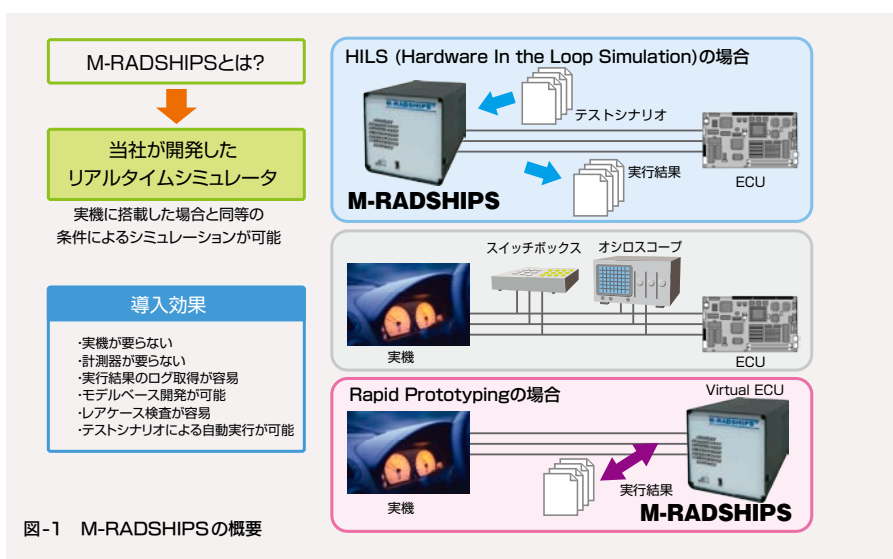 M-RADSHIPSとは?
当社が開発した
リアルタイムシミュレータ
実機に搭載した場合と同等の
条件によるシミュレーションが可能
導入効果
・実機が要らない
・計測器が要らない
・実行結果のログ取得が容易
・モデルベース開発が可能
・レアケース検査が容易
・テストシナリオによる自動実行が可能
HILS (Hardware In the Loop Simulation)の場合
M-RADSHIPS
テストシナリオ
実行結果
ECU
M-RADSHIPS
スイッチボックス
オシロスコープ
実機
ECU
Rapid Prototypingの場合
Virtual ECU
M-RADSHIPS
実機
実行結果
M-RADSHIPS
図-1 M-RADSHIPSの概要